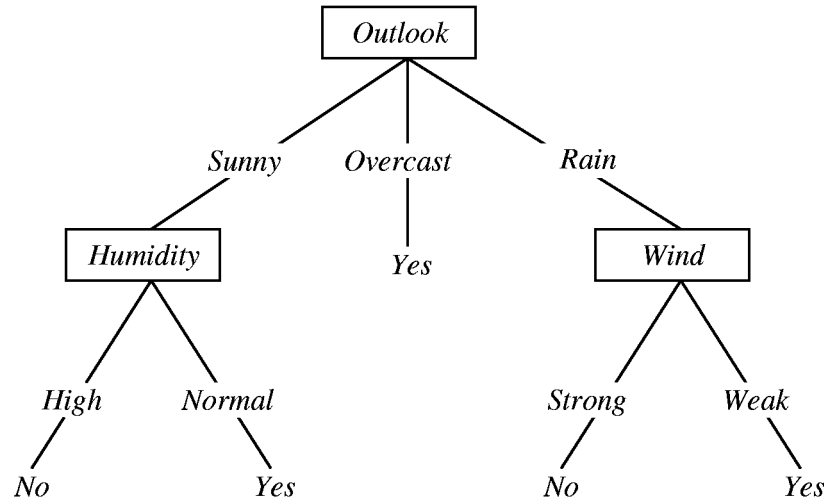 Outlook
Sunny Overcast Rain
Humidity Yes Wind
High Normal Strong Weak
No Yes No Yes